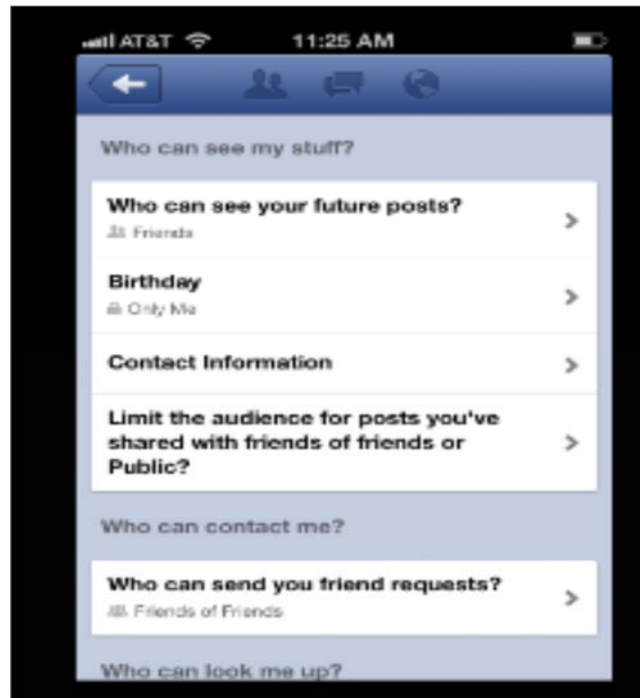 AT&T 11:25 AM
Who can see my stuff?
Who can see your future posts?
Friends
Birthday
Only Me
Contact Information
Limit the audience for posts you've
shared with friends of friends or
Public?
Who can contact me?
Who can send you friend requests?
Friends of Friends
Who can look me up?